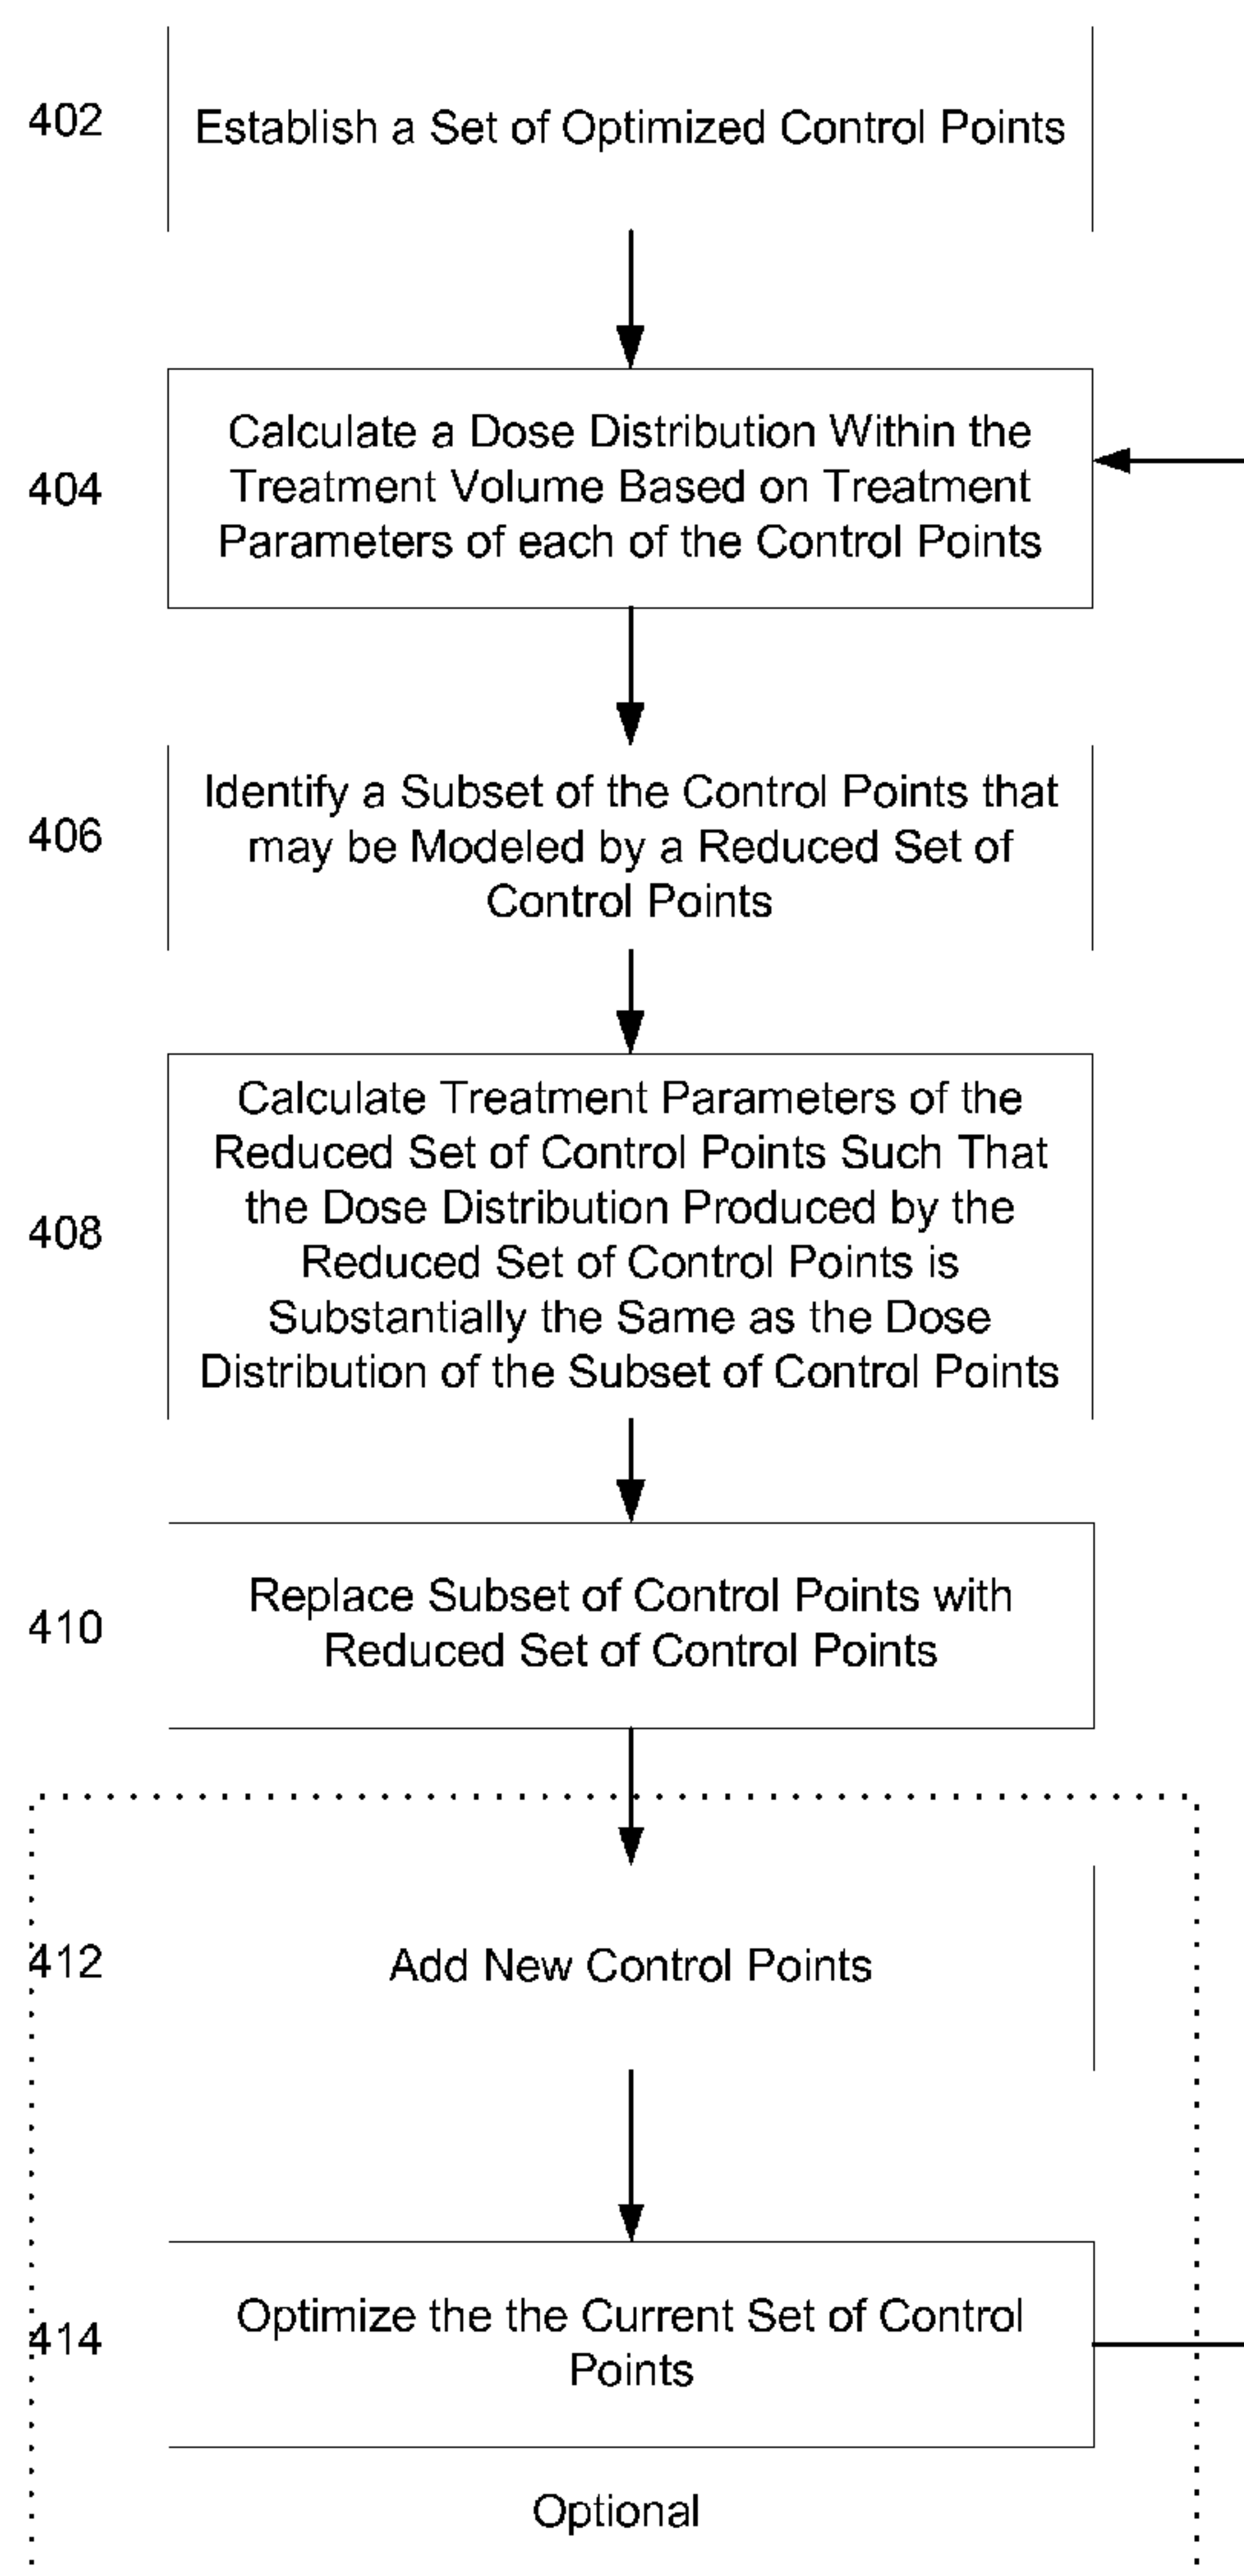 402
Establish a Set of Optimized Control Points
404
Calculate a Dose Distribution Within the
Treatment Volume Based on Treatment
Parameters of each of the Control Points
406
Identify a Subset of the Control Points that
may be Modeled by a Reduced Set of
Control Points
408
Calculate Treatment Parameters of the
Reduced Set of Control Points Such That
the Dose Distribution Produced by the
Reduced Set of Control Points is
Substantially the Same as the Dose
Distribution of the Subset of Control Points
410
Replace Subset of Control Points with
Reduced Set of Control Points
412
Add New Control Points
414
Optimize the the Current Set of Control
Points
Optional